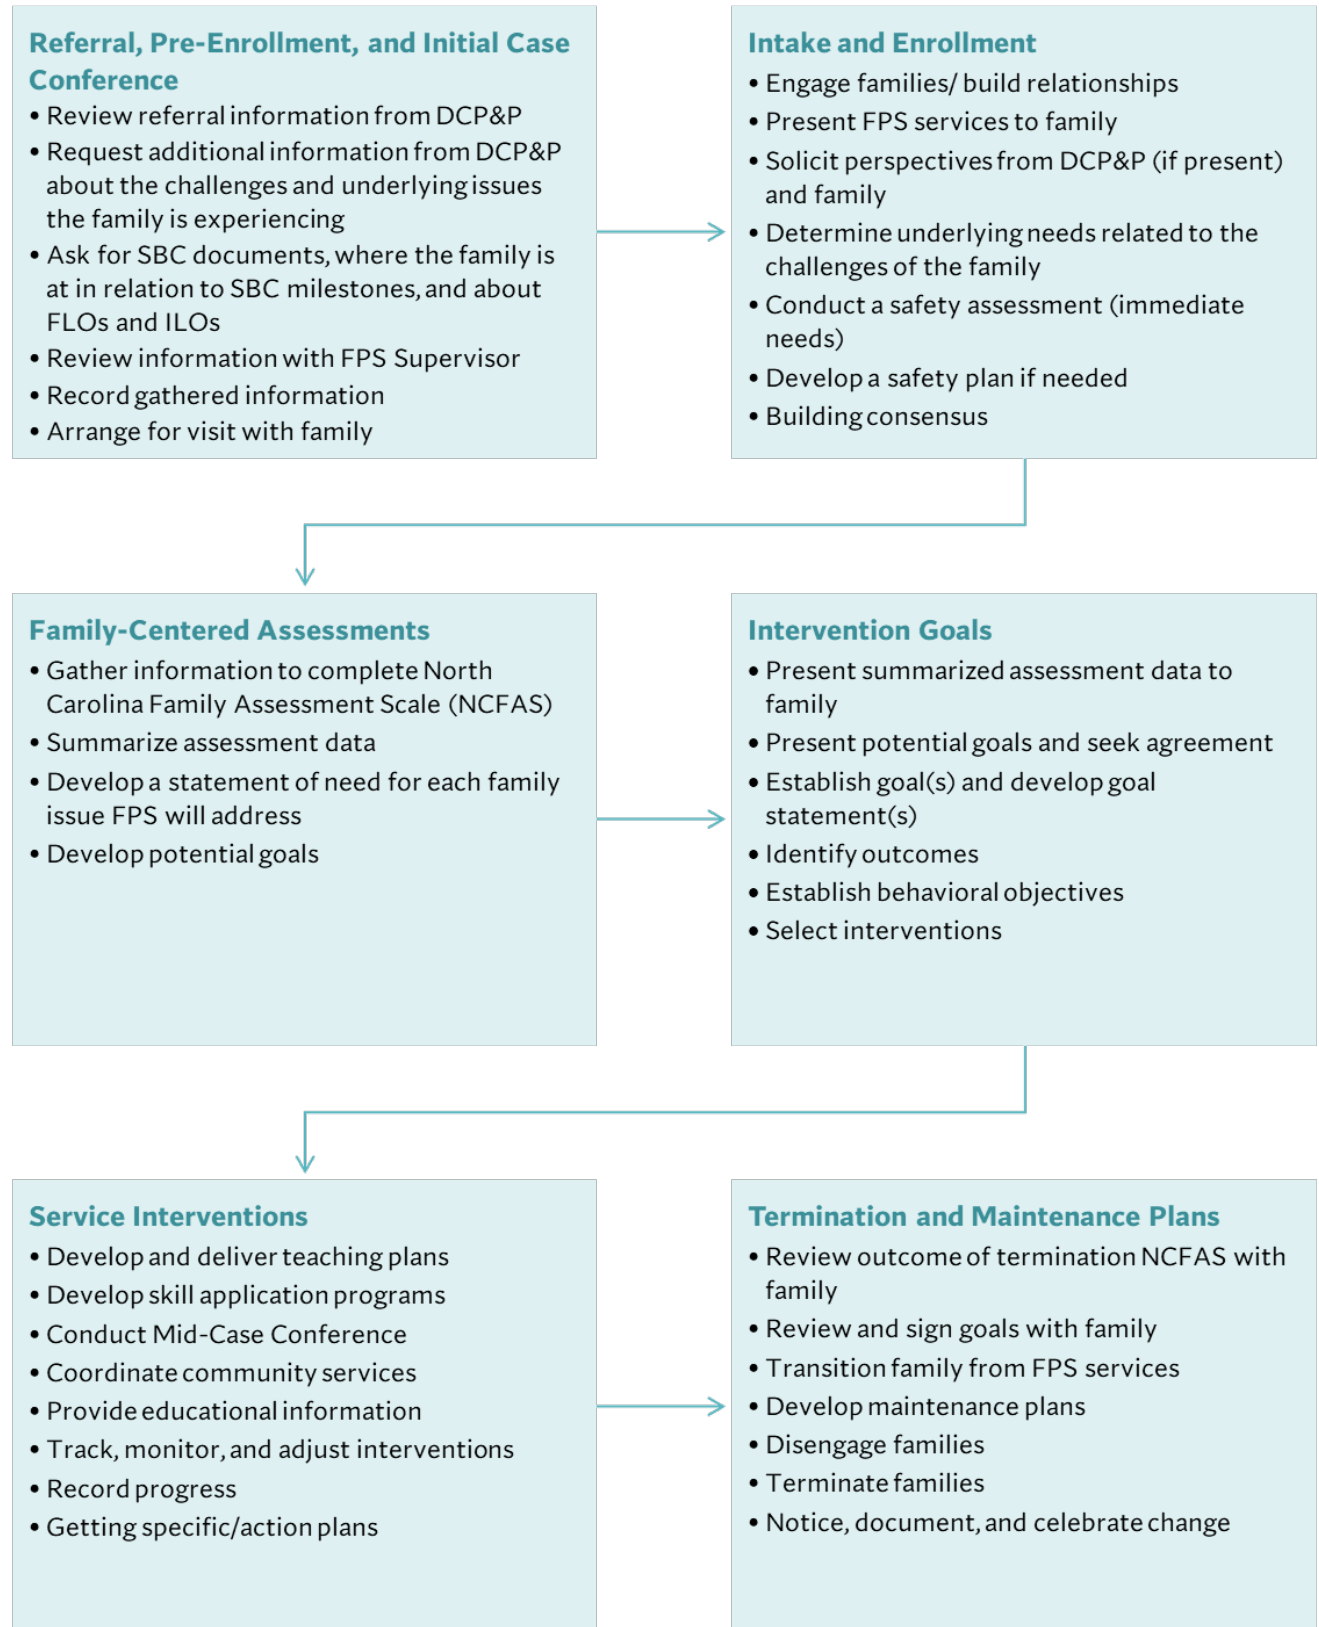 Referral, Pre-Enrollment, and Initial Case
Conference
• Review referral information from DCP&P
• Request additional information from DCP&P
about the challenges and underlying issues
the family is experiencing
• Ask for SBC documents, where the family is
at in relation to SBC milestones, and about
FLOs and ILOs
• Review information with FPS Supervisor
• Record gathered information
• Arrange for visit with family
Intake and Enrollment
• Engage families/ build relationships
• Present FPS services to family
• Solicit perspectives from DCP&P (if present)
and family
• Determine underlying needs related to the
challenges of the family
• Conduct a safety assessment (immediate
needs)
• Develop a safety plan if needed
• Building consensus
Family-Centered Assessments
• Gather information to complete North
Carolina Family Assessment Scale (NCFAS)
• Summarize assessment data
• Develop a statement of need for each family
issue FPS will address
• Develop potential goals
Intervention Goals
• Present summarized assessment data to
family
• Present potential goals and seek agreement
• Establish goal(s) and develop goal
statement(s)
• Identify outcomes
• Establish behavioral objectives
• Select interventions
Service Interventions
• Develop and deliver teaching plans
• Develop skill application programs
• Conduct Mid-Case Conference
• Coordinate community services
• Provide educational information
• Track, monitor, and adjust interventions
• Record progress
• Getting specific/action plans
Termination and Maintenance Plans
• Review outcome of termination NCFAS with
family
• Review and sign goals with family
• Transition family from FPS services
• Develop maintenance plans
• Disengage families
• Terminate families
• Notice, document, and celebrate change